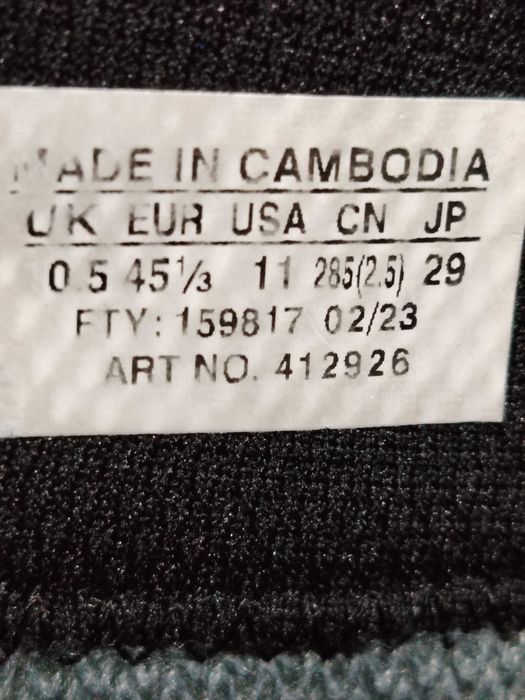 MADE IN CAMBODIA
UK EUR USA CN JP
0.5 45⅓ 11 285(2.5) 29
FTY: 159817 02/23
ART NO. 412926